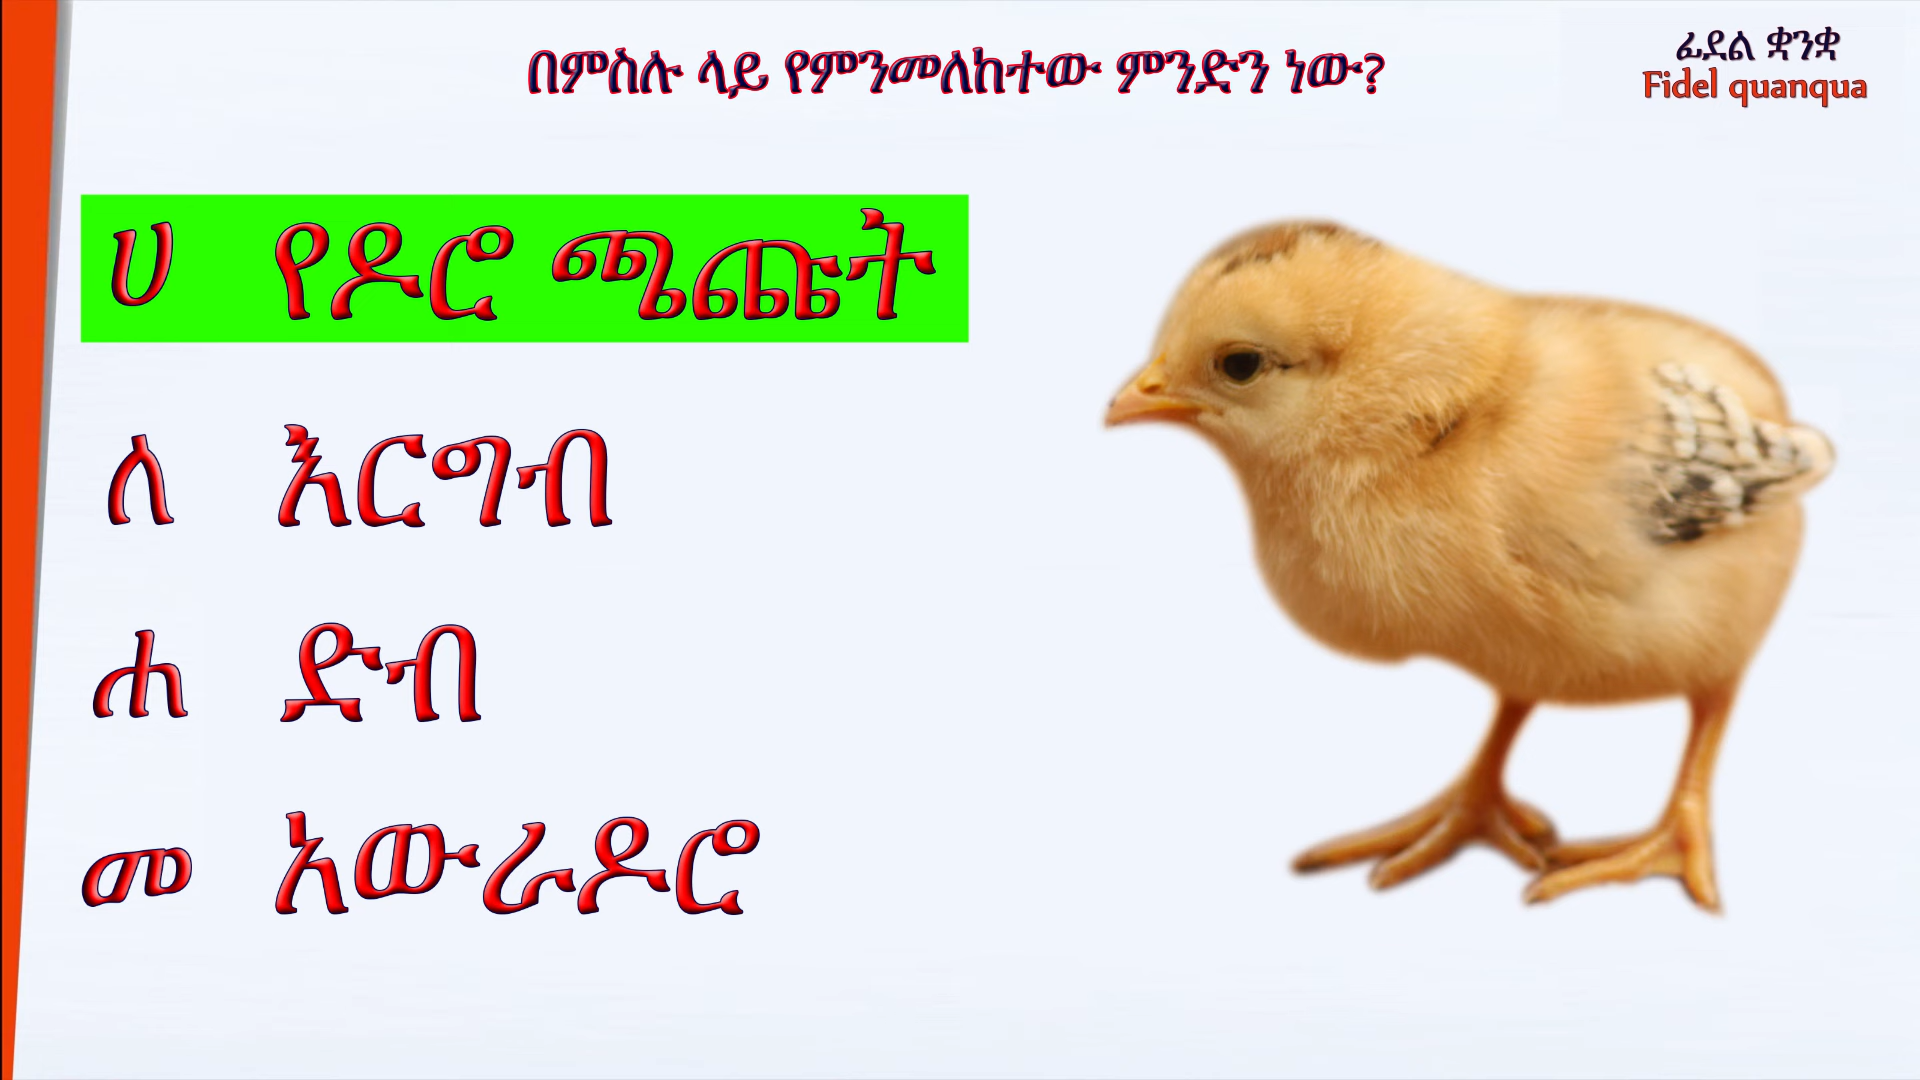 በምስሉ ላይ የምንመለከተው ምንድን ነው?
ፊደል ቋንቋ
Fidel quanqua
ሀ የዶሮ ጫጩት
ለ እርግብ
ሐ ድብ
መ አውራዶሮ